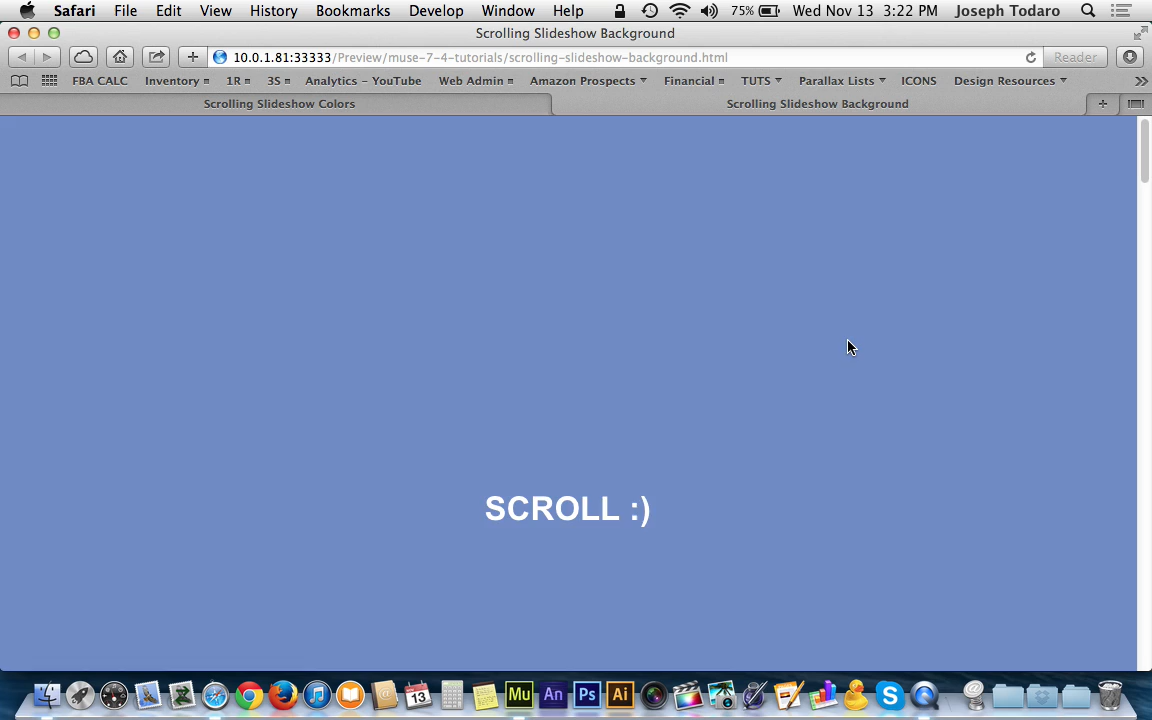 Safari File Edit View History Bookmarks Develop Window Help 75% Wed Nov 13 3:22 PM Joseph Todaro
Scrolling Slideshow Background
10.0.1.81:33333/Preview/muse-7-4-tutorials/scrolling-slideshow-background.html Reader
FBA CALC Inventory 1R 3S Analytics – YouTube Web Admin Amazon Prospects Financial TUTS Parallax Lists ICONS Design Resources
Scrolling Slideshow Colors Scrolling Slideshow Background
SCROLL :)
13 Mu An Ps Ai